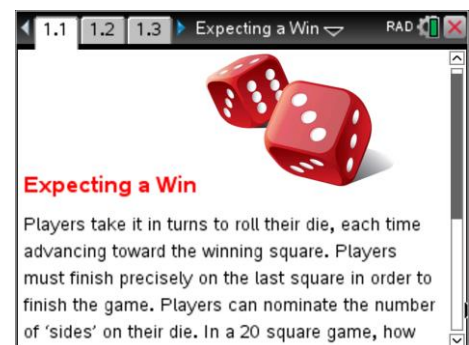 1.1 1.2 1.3 Expecting a Win RAD
Expecting a Win
Players take it in turns to roll their die, each time
advancing toward the winning square. Players
must finish precisely on the last square in order to
finish the game. Players can nominate the number
of ‘sides’ on their die. In a 20 square game, how